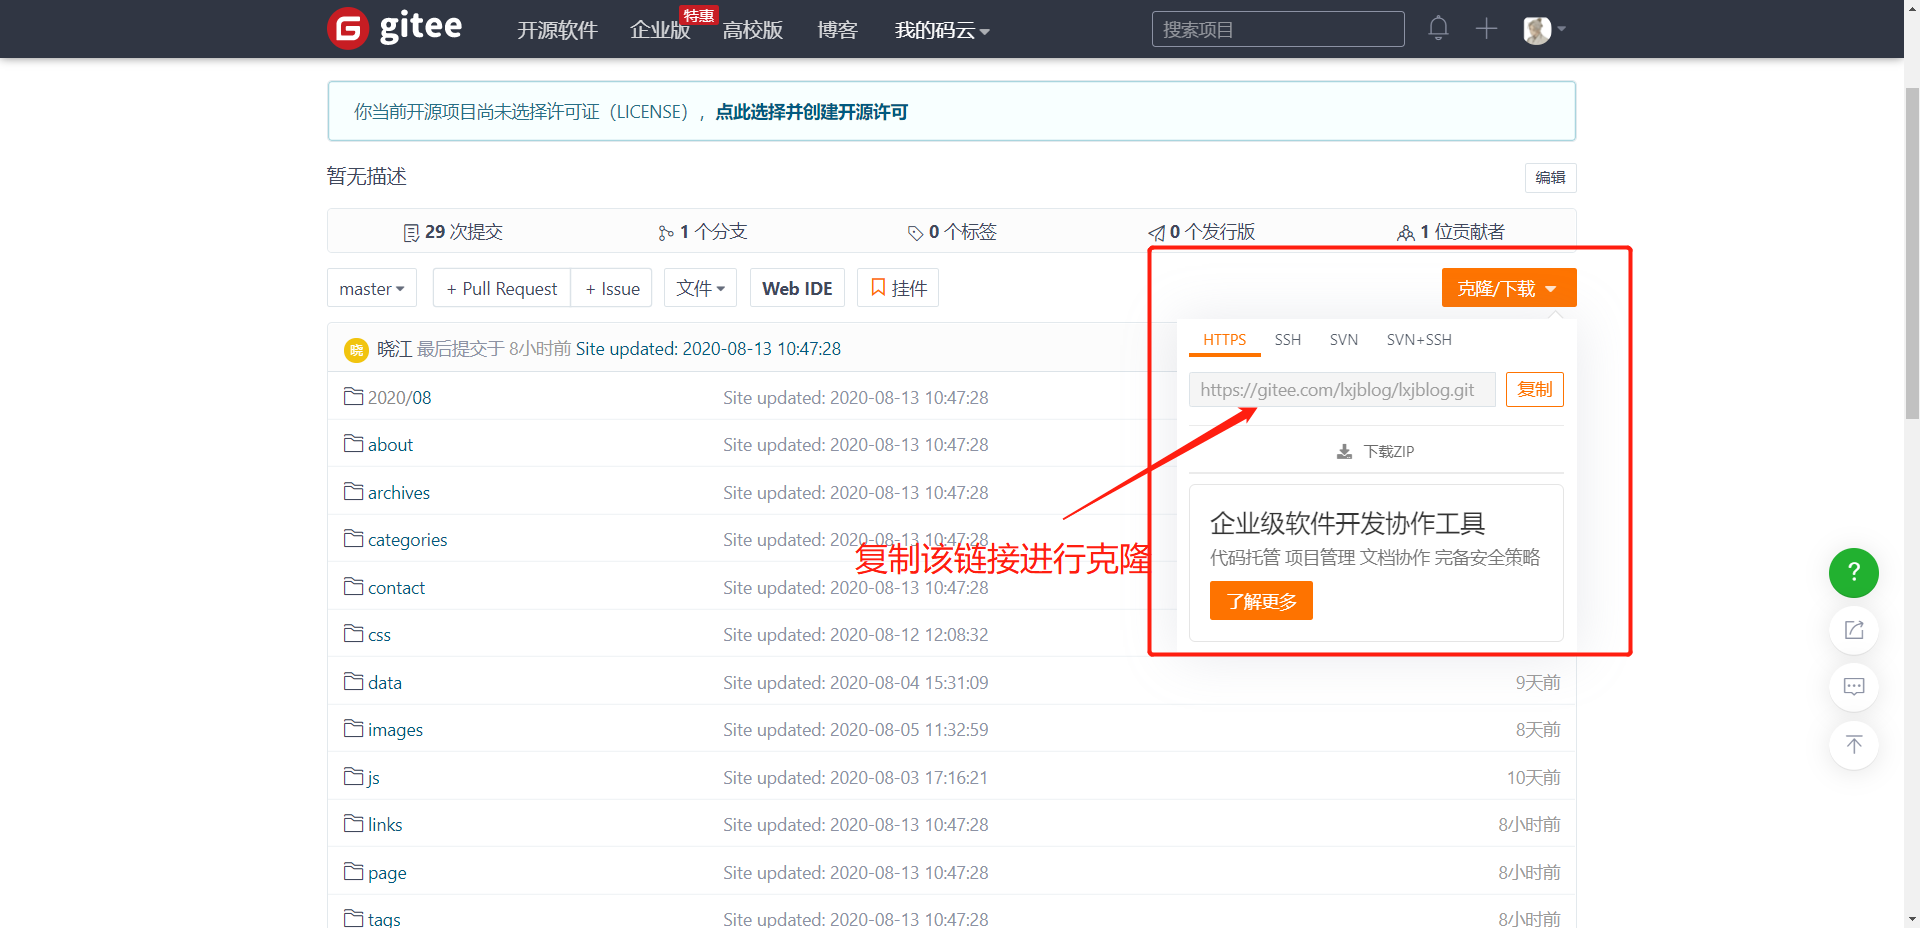 gitee 开源软件 企业版 特惠 高校版 博客 我的码云 搜索项目
你当前开源项目尚未选择许可证（LICENSE），点此选择并创建开源许可
暂无描述 编辑
29 次提交 1 个分支 0 个标签 0 个发行版 1 位贡献者
master + Pull Request + Issue 文件 Web IDE 挂件 克隆/下载
HTTPS SSH SVN SVN+SSH
https://gitee.com/lxjblog/lxjblog.git 复制
下载ZIP
企业级软件开发协作工具
代码托管 项目管理 文档协作 完备安全策略
了解更多
复制该链接进行克隆
晓 晓江 最后提交于 8小时前 Site updated: 2020-08-13 10:47:28
2020/08 Site updated: 2020-08-13 10:47:28
about Site updated: 2020-08-13 10:47:28
archives Site updated: 2020-08-13 10:47:28
categories Site updated: 2020-08-13 10:47:28
contact Site updated: 2020-08-13 10:47:28
css Site updated: 2020-08-12 12:08:32
data Site updated: 2020-08-04 15:31:09 9天前
images Site updated: 2020-08-05 11:32:59 8天前
js Site updated: 2020-08-03 17:16:21 10天前
links Site updated: 2020-08-13 10:47:28 8小时前
page Site updated: 2020-08-13 10:47:28 8小时前
tags Site updated: 2020-08-13 10:47:28 8小时前
?